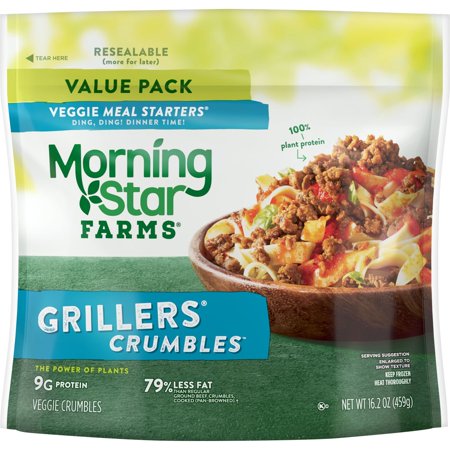 RESEALABLE
(more for later)
TEAR HERE
VALUE PACK
VEGGIE MEAL STARTERS®
DING, DING! DINNER TIME!
100%
plant protein
Morning
Star
FARMS®
GRILLERS®
CRUMBLES™
THE POWER OF PLANTS
9G PROTEIN
79% LESS FAT
THAN REGULAR
GROUND BEEF CRUMBLES,
COOKED (PAN-BROWNED)
VEGGIE CRUMBLES
SERVING SUGGESTION
ENLARGED TO
SHOW TEXTURE
KEEP FROZEN
HEAT THOROUGHLY
NET WT 16.2 OZ (459g)